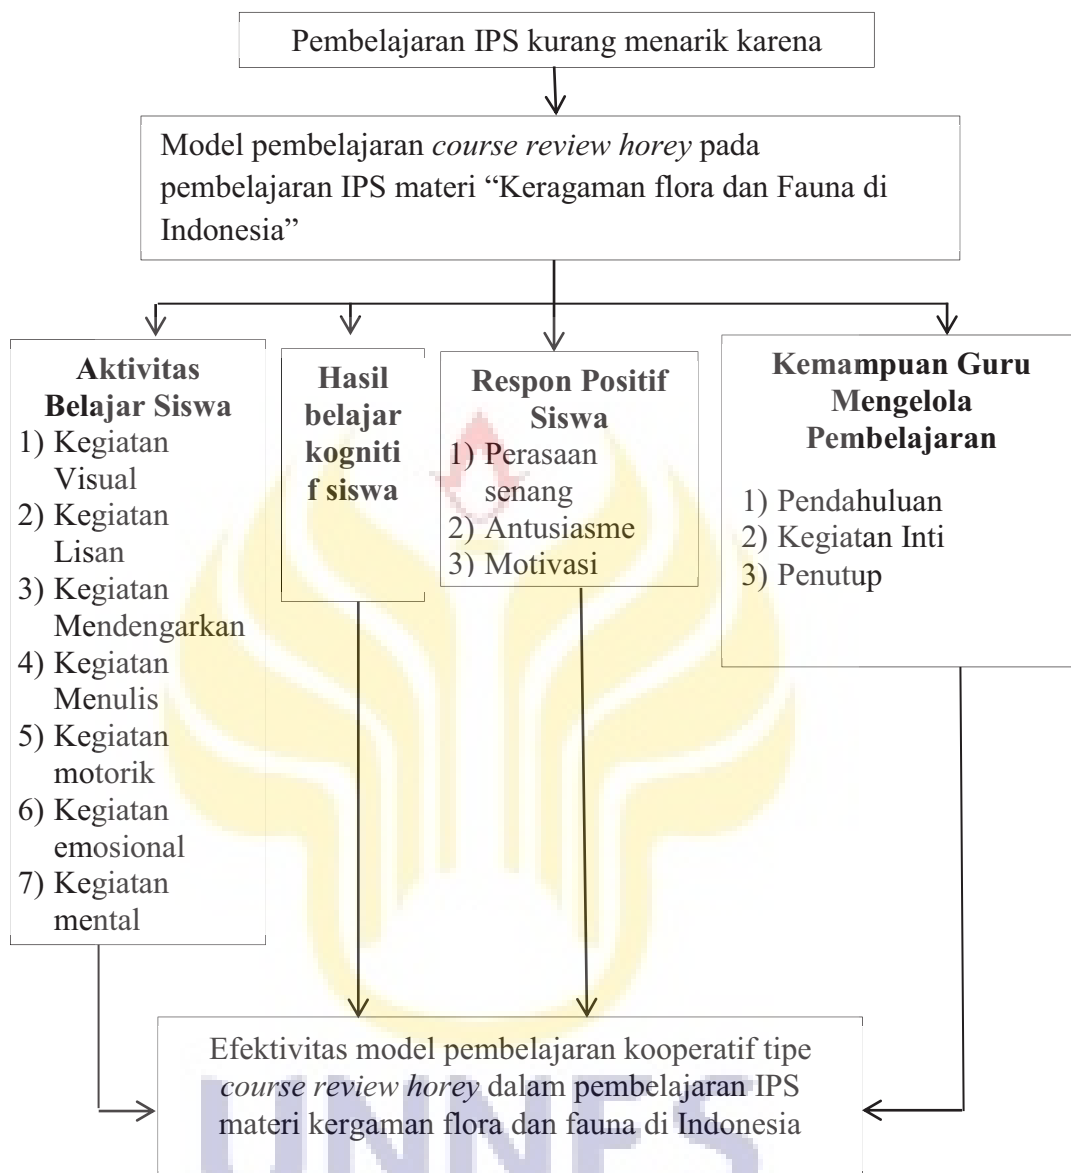 Pembelajaran IPS kurang menarik karena
Model pembelajaran course review horey pada
pembelajaran IPS materi “Keragaman flora dan Fauna di
Indonesia”
Aktivitas
Belajar Siswa
1) Kegiatan
Visual
2) Kegiatan
Lisan
3) Kegiatan
Mendengarkan
4) Kegiatan
Menulis
5) Kegiatan
motorik
6) Kegiatan
emosional
7) Kegiatan
mental
Hasil
belajar
kogniti
f siswa
Respon Positif
Siswa
1) Perasaan
senang
2) Antusiasme
3) Motivasi
Kemampuan Guru
Mengelola
Pembelajaran
1) Pendahuluan
2) Kegiatan Inti
3) Penutup
Efektivitas model pembelajaran kooperatif tipe
course review horey dalam pembelajaran IPS
materi kergaman flora dan fauna di Indonesia
UNNES